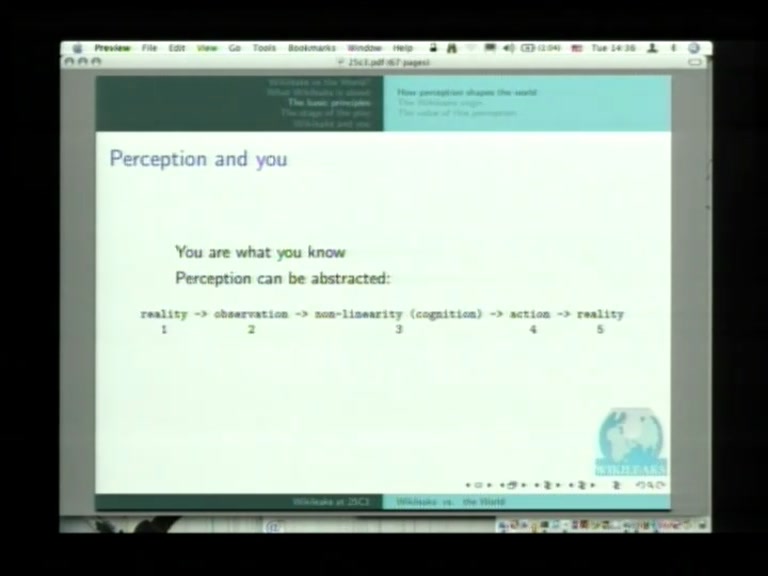 Preview File Edit View Go Tools Bookmarks Window Help (2:04) Tue 14:36
25c3.pdf (67 pages)
Wikileaks vs the World?
What Wikileaks is about
The basic principles
The stage of the play
Wikileaks and you
How perception shapes the world
The Wikileaks
The value of this perception
Perception and you
You are what you know
Perception can be abstracted:
reality -> observation -> non-linearity (cognition) -> action -> reality
1 2 3 4 5
WIKILEAKS
Wikileaks at 25C3 Wikileaks vs. the World